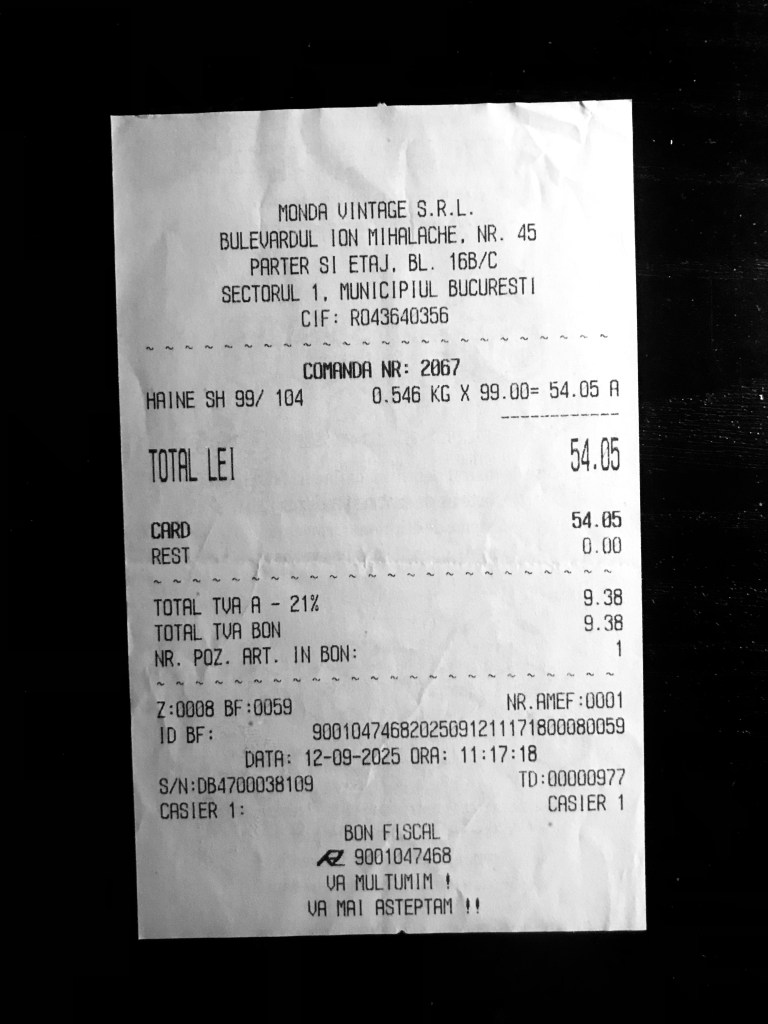 MONDA VINTAGE S.R.L.
BULEVARDUL ION MIHALACHE, NR. 45
PARTER SI ETAJ, BL. 16B/C
SECTORUL 1, MUNICIPIUL BUCURESTI
CIF: RO43640356
~ ~ ~ ~ ~ ~ ~ ~ ~ ~ ~ ~ ~ ~ ~ ~ ~ ~ ~ ~ ~ ~ ~ ~
COMANDA NR: 2067
HAINE SH 99/ 104 0.546 KG X 99.00= 54.05 A
------------
TOTAL LEI 54.05
CARD 54.05
REST 0.00
~ ~ ~ ~ ~ ~ ~ ~ ~ ~ ~ ~ ~ ~ ~ ~ ~ ~ ~ ~ ~ ~ ~ ~
TOTAL TVA A - 21% 9.38
TOTAL TVA BON 9.38
NR. POZ. ART. IN BON: 1
~ ~ ~ ~ ~ ~ ~ ~ ~ ~ ~ ~ ~ ~ ~ ~ ~ ~ ~ ~ ~ ~ ~ ~
Z:0008 BF:0059 NR.AMEF:0001
ID BF: 90010474682025091211171800080059
DATA: 12-09-2025 ORA: 11:17:18
S/N:DB4700038109 TD:00000977
CASIER 1: CASIER 1
BON FISCAL
9001047468
VA MULTUMIM !
VA MAI ASTEPTAM !!